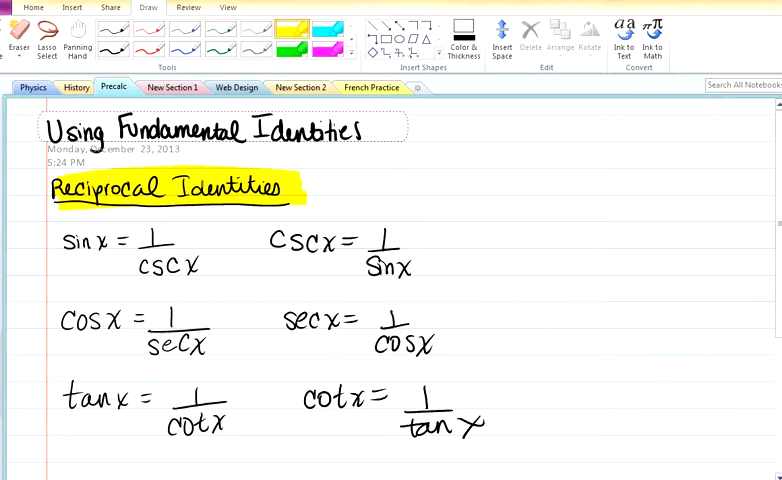 Home Insert Share Draw Review View
Eraser Lasso Select Panning Hand Color & Thickness Insert Space Delete Arrange Rotate Ink to Text Ink to Math
Tools Insert Shapes Edit Convert
Physics History Precalc New Section 1 Web Design New Section 2 French Practice Search All Notebooks
Using Fundamental Identities
Monday, December 23, 2013
5:24 PM
Reciprocal Identities
sin x = 1/csc x csc x = 1/sin x
cos x = 1/sec x sec x = 1/cos x
tan x = 1/cot x cot x = 1/tan x